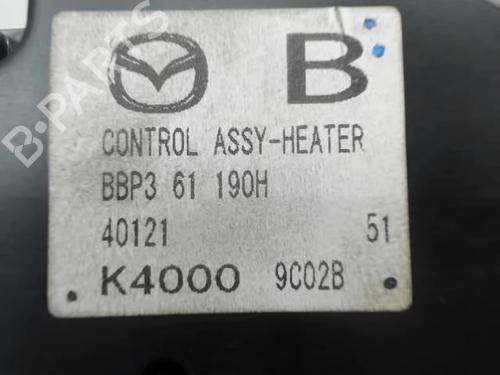 B
CONTROL ASSY-HEATER
BBP3 61 190H
40121 51
K4000 9C02B
B-PARTS